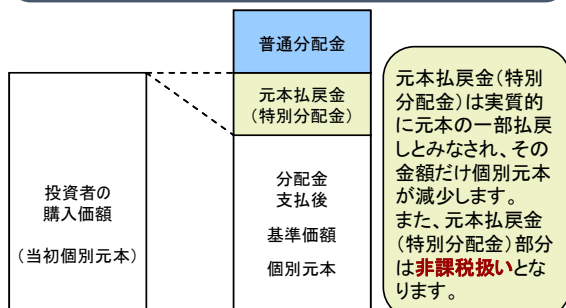 普通分配金
元本払戻金
(特別分配金)
投資者の
購入価額
(当初個別元本)
分配金
支払後
基準価額
個別元本
元本払戻金(特別
分配金)は実質的
に元本の一部払戻
しとみなされ、その
金額だけ個別元本
が減少します。
また、元本払戻金
(特別分配金)部分
は非課税扱いとな
ります。